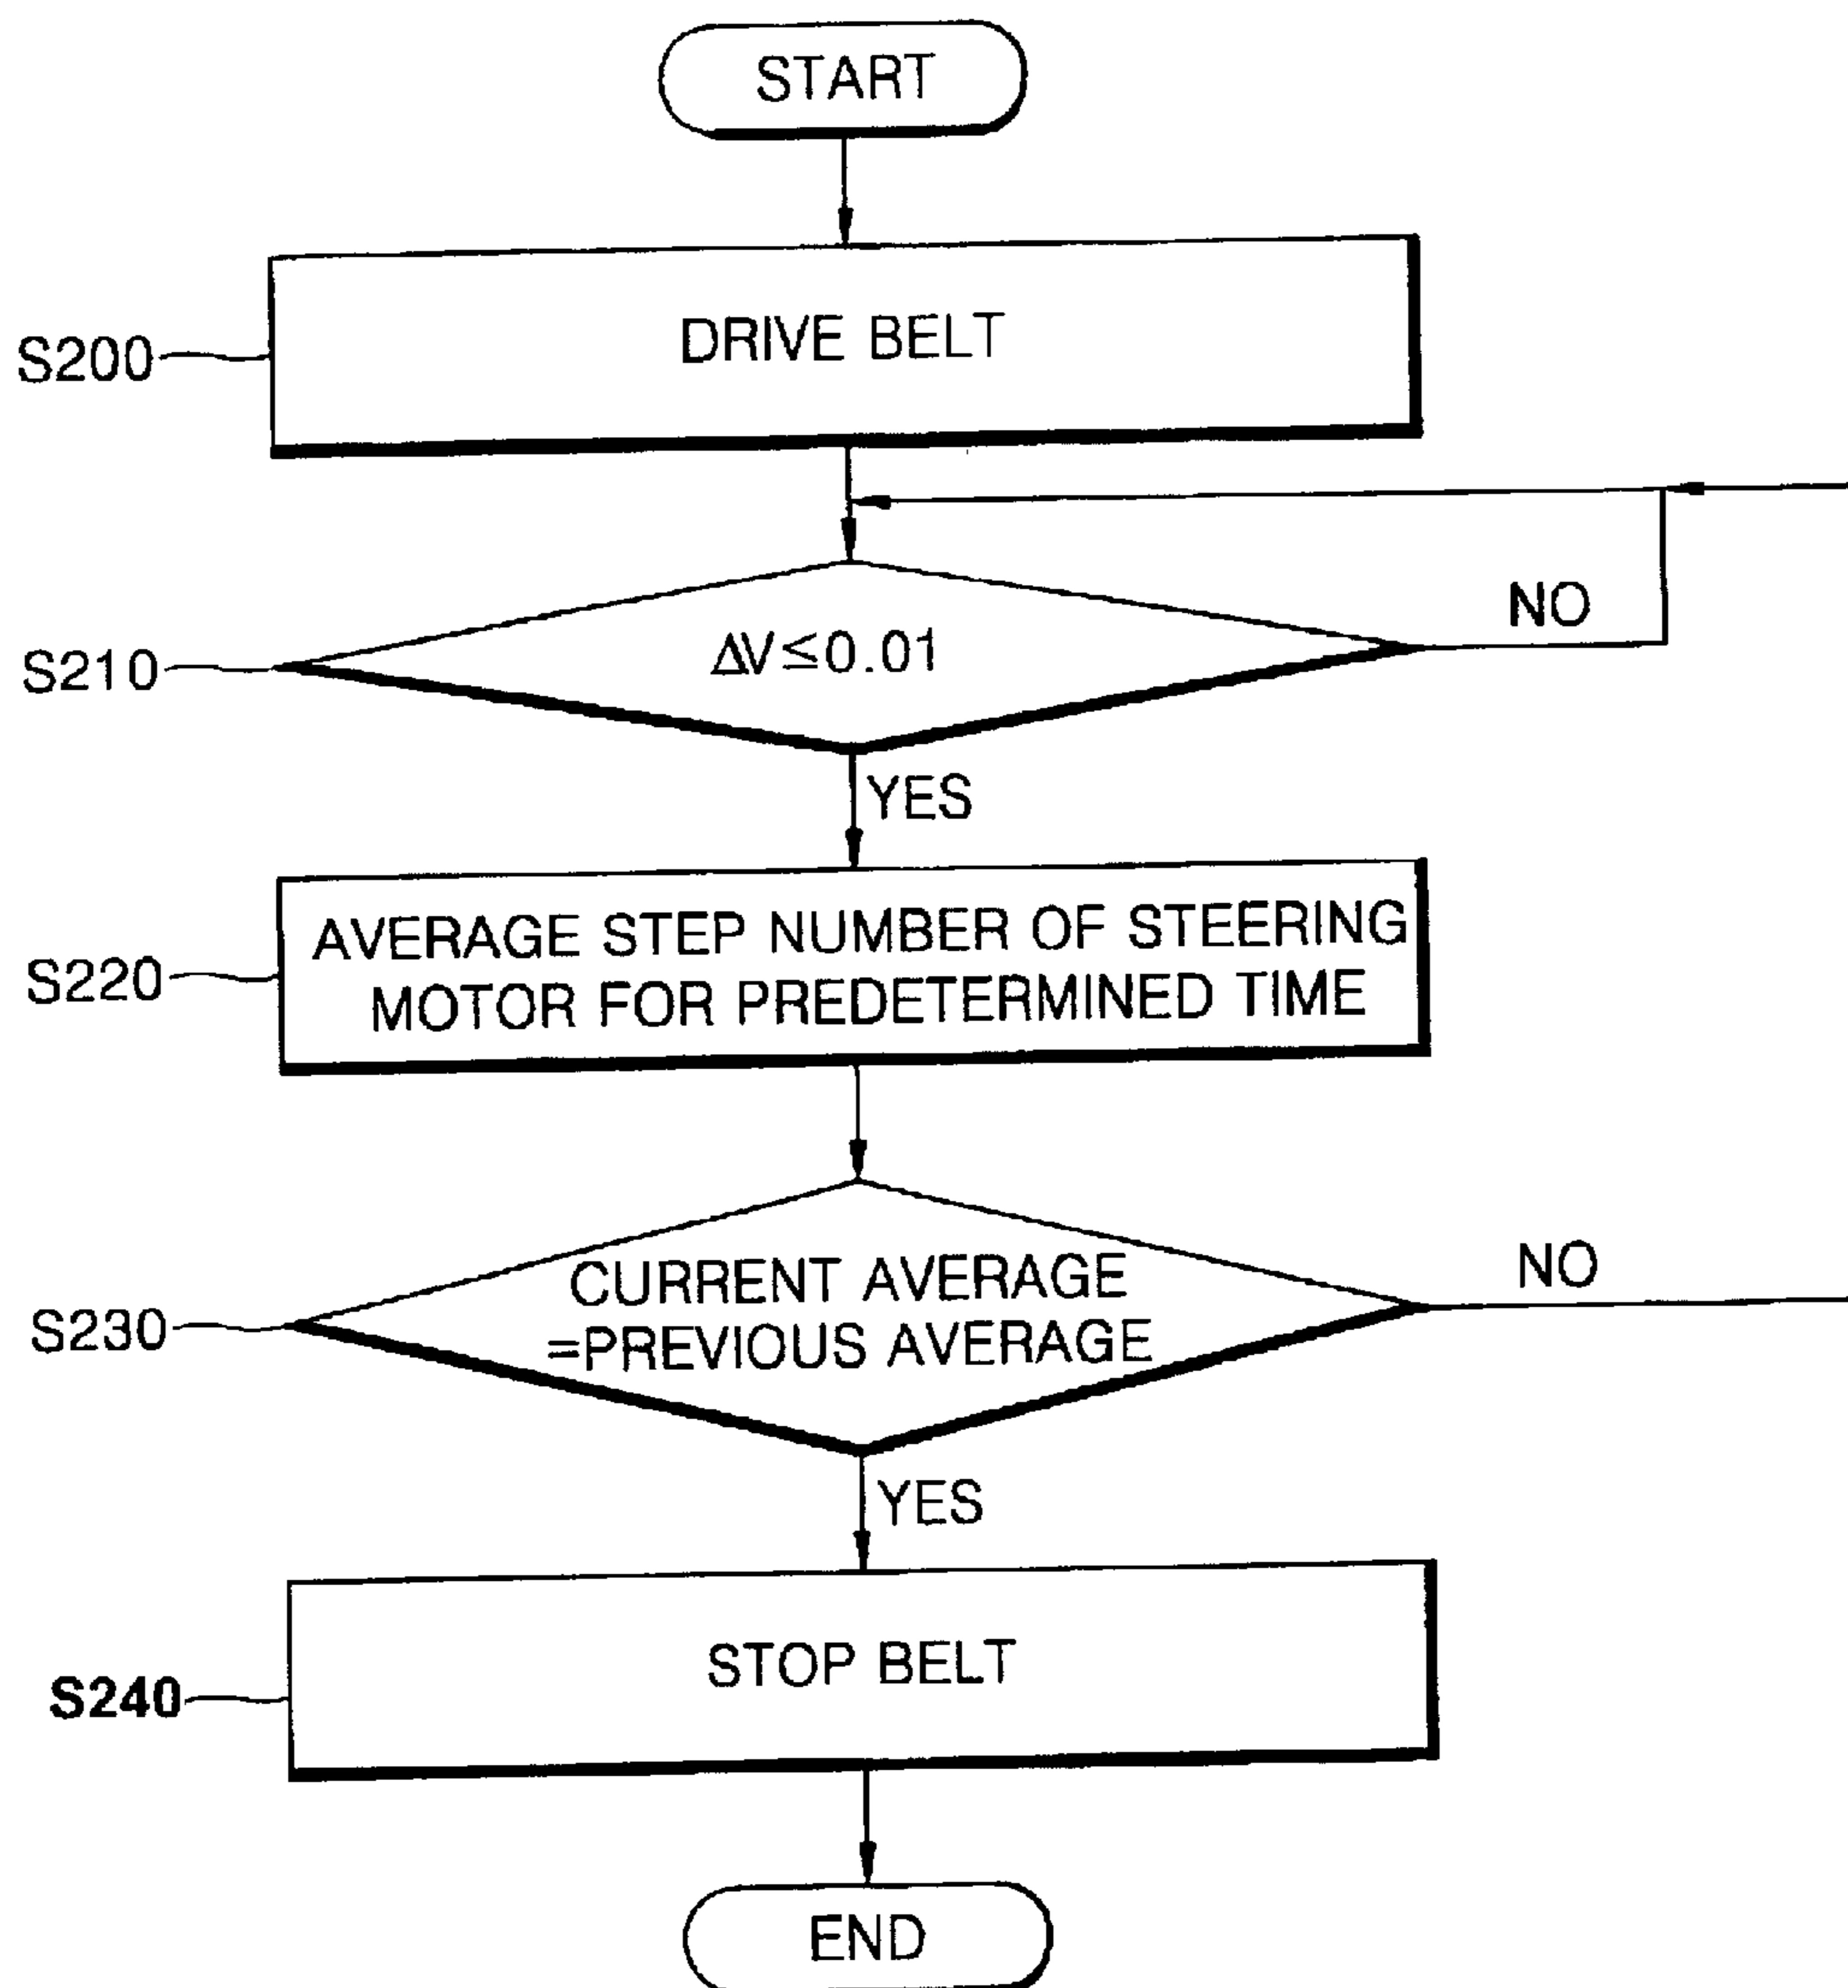 START
DRIVE BELT
S200
NO
ΔV≤0.01
S210
YES
AVERAGE STEP NUMBER OF STEERING
MOTOR FOR PREDETERMINED TIME
S220
NO
CURRENT AVERAGE
=PREVIOUS AVERAGE
S230
YES
STOP BELT
S240
END